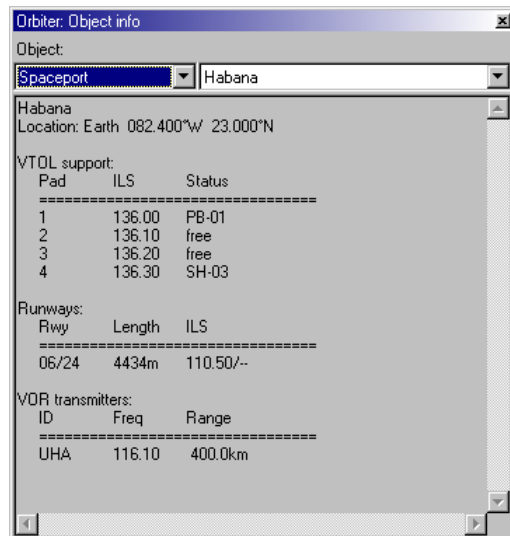 Orbiter: Object info
Object:
Spaceport Habana
Habana
Location: Earth 082.400°W 23.000°N
VTOL support:
Pad ILS Status
===================================
1 136.00 PB-01
2 136.10 free
3 136.20 free
4 136.30 SH-03
Runways:
Rwy Length ILS
===================================
06/24 4434m 110.50/--
VOR transmitters:
ID Freq Range
===================================
UHA 116.10 400.0km